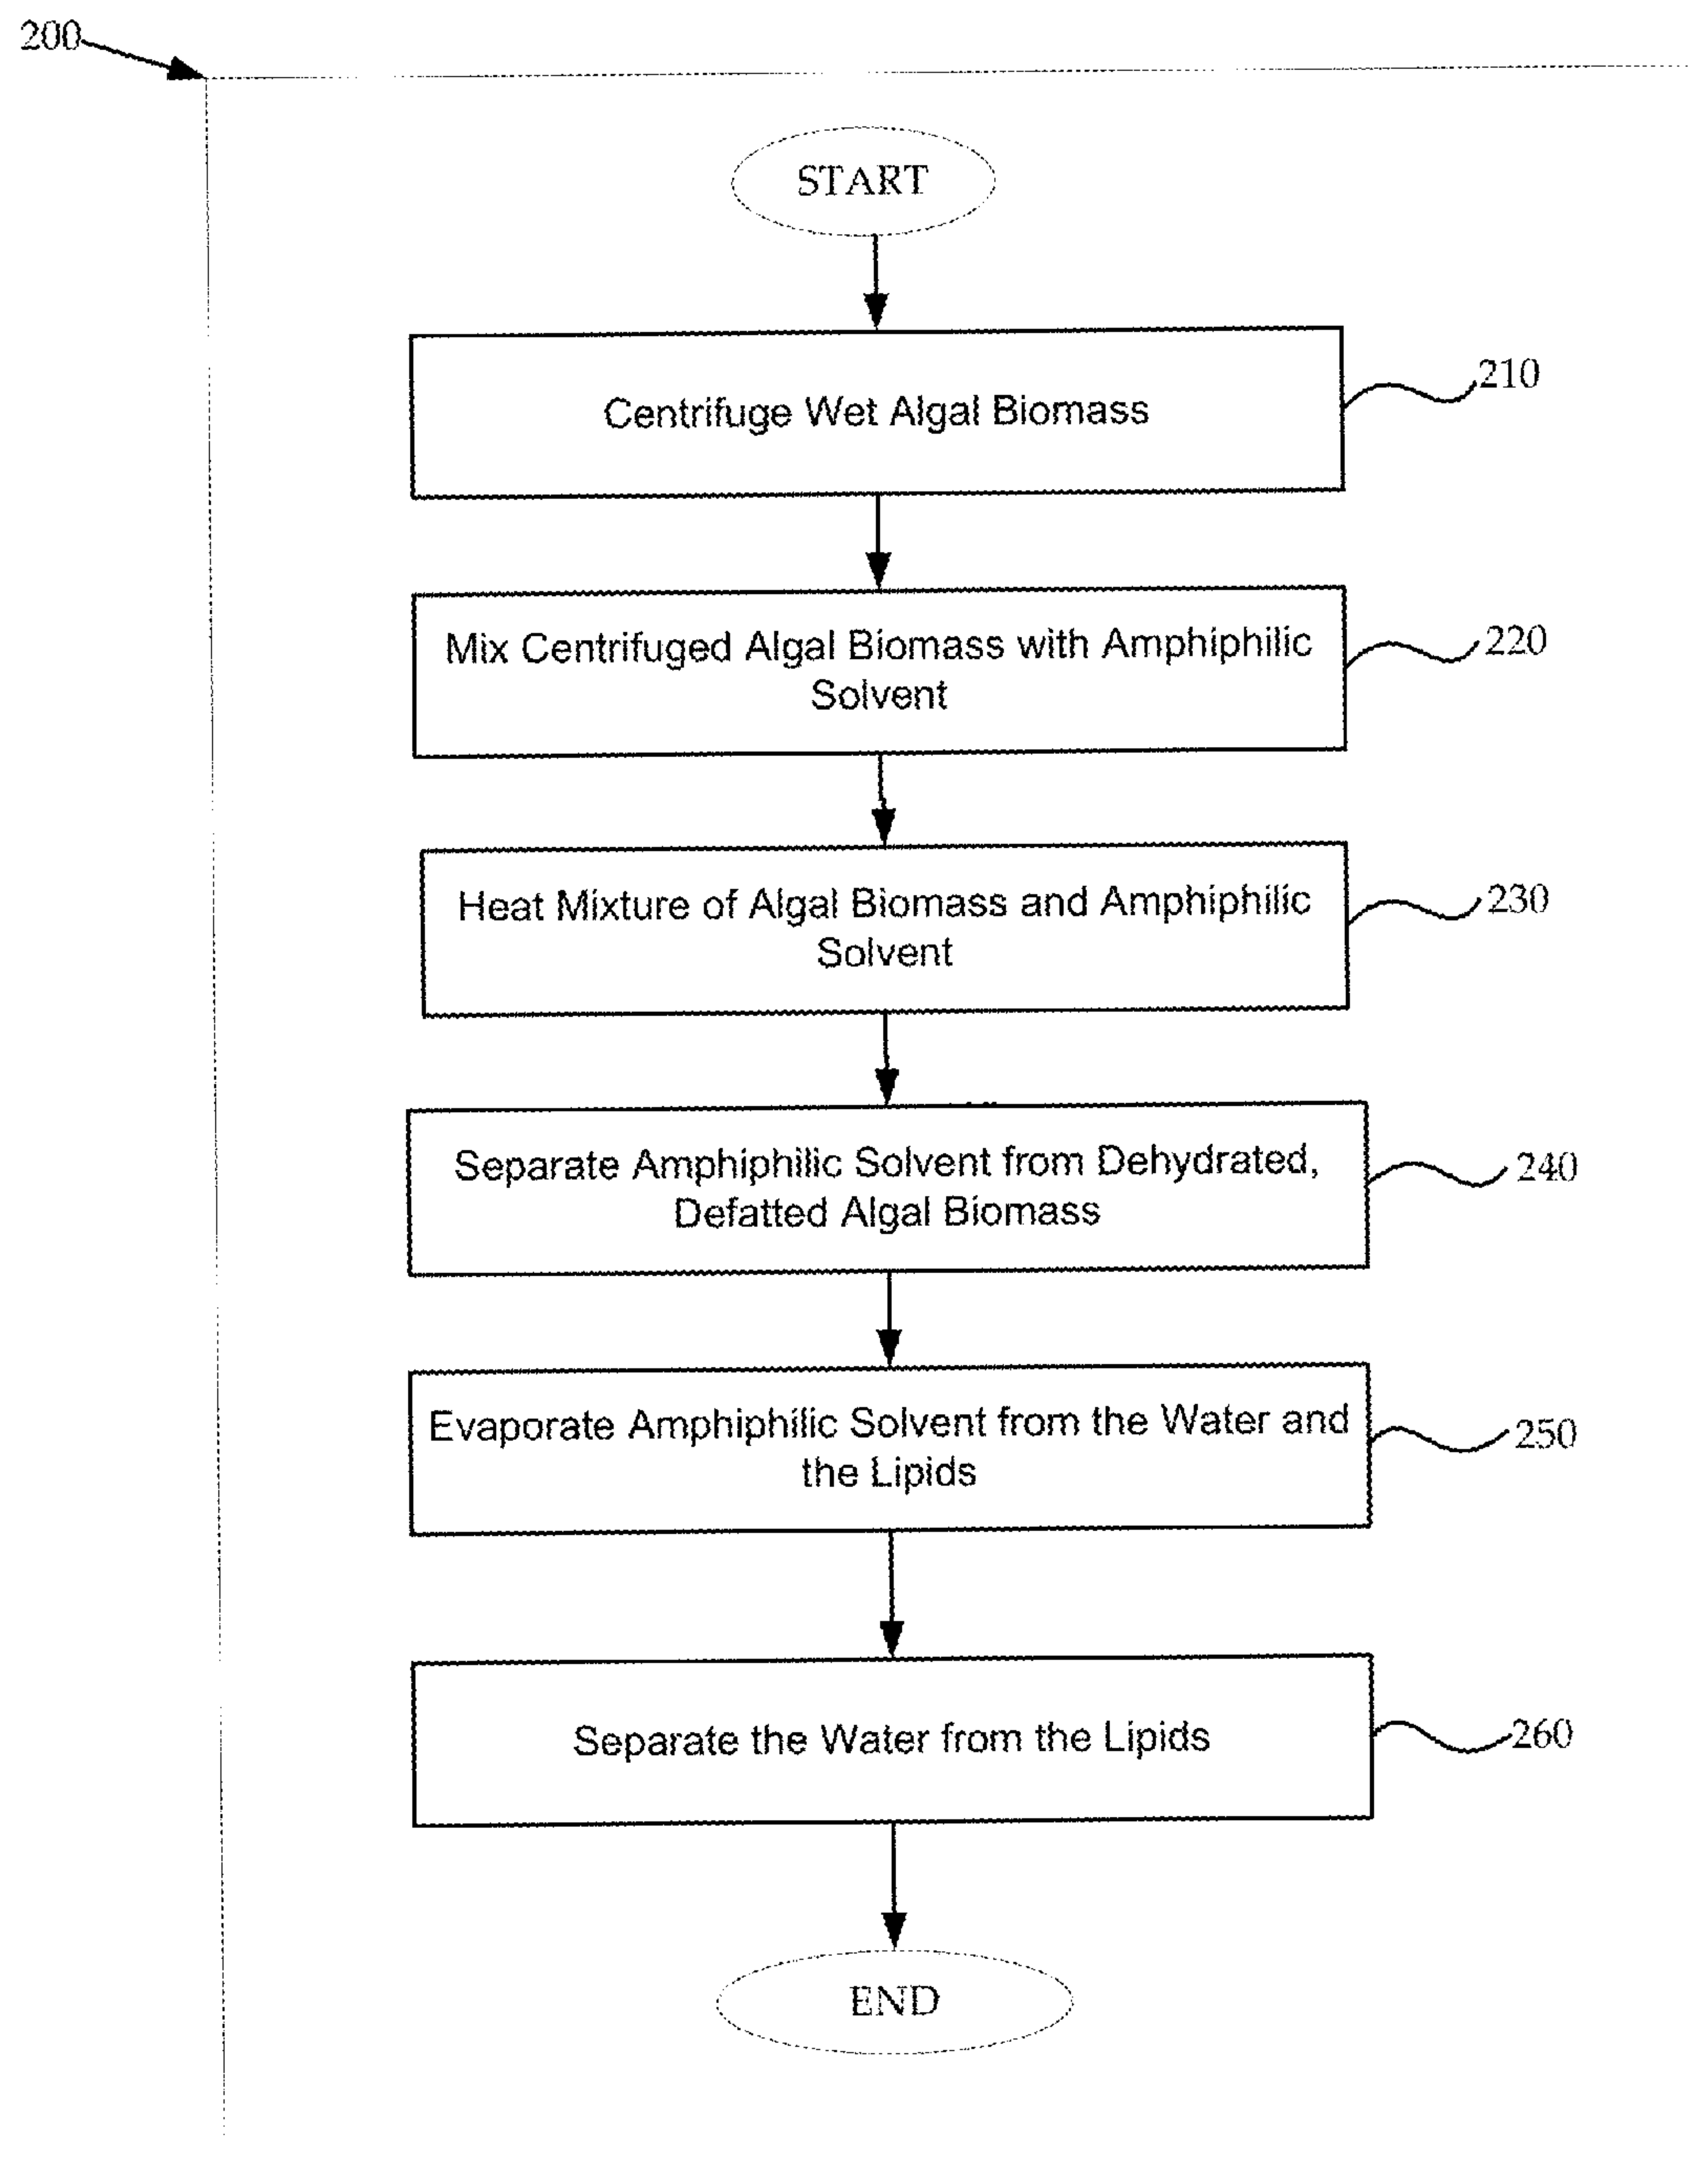 200
START
Centrifuge Wet Algal Biomass
210
Mix Centrifuged Algal Biomass with Amphiphilic
Solvent
220
Heat Mixture of Algal Biomass and Amphiphilic
Solvent
230
Separate Amphiphilic Solvent from Dehydrated,
Defatted Algal Biomass
240
Evaporate Amphiphilic Solvent from the Water and
the Lipids
250
Separate the Water from the Lipids
260
END